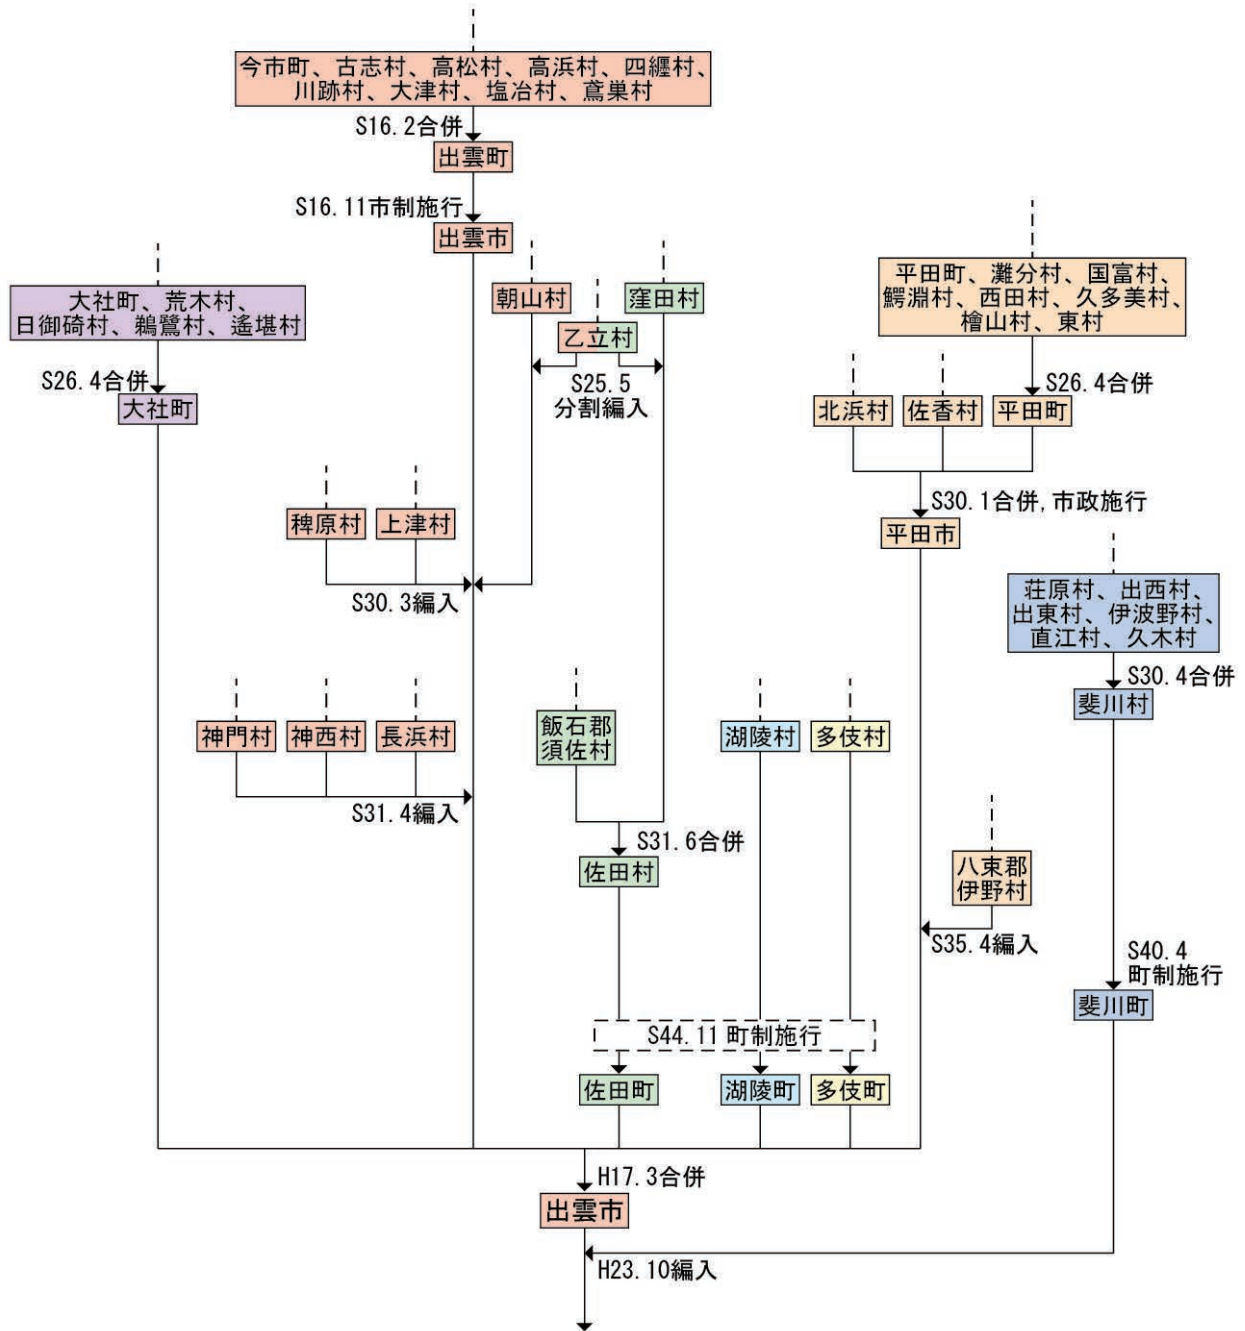 今市町、古志村、高松村、高浜村、四纒村、
川跡村、大津村、塩冶村、鳶巣村
S16.2合併
出雲町
S16.11市制施行
出雲市
大社町、荒木村、
日御碕村、鵜鷺村、遙堪村
S26.4合併
大社町
朝山村
乙立村
窪田村
S25.5
分割編入
平田町、灘分村、国富村、
鰐淵村、西田村、久多美村、
檜山村、東村
S26.4合併
北浜村
佐香村
平田町
S30.1合併,市政施行
平田市
稗原村
上津村
S30.3編入
荘原村、出西村、
出東村、伊波野村、
直江村、久木村
S30.4合併
斐川村
神門村
神西村
長浜村
S31.4編入
飯石郡
須佐村
湖陵村
多伎村
S31.6合併
佐田村
八束郡
伊野村
S35.4編入
S40.4
町制施行
斐川町
S44.11 町制施行
佐田町
湖陵町
多伎町
H17.3合併
出雲市
H23.10編入